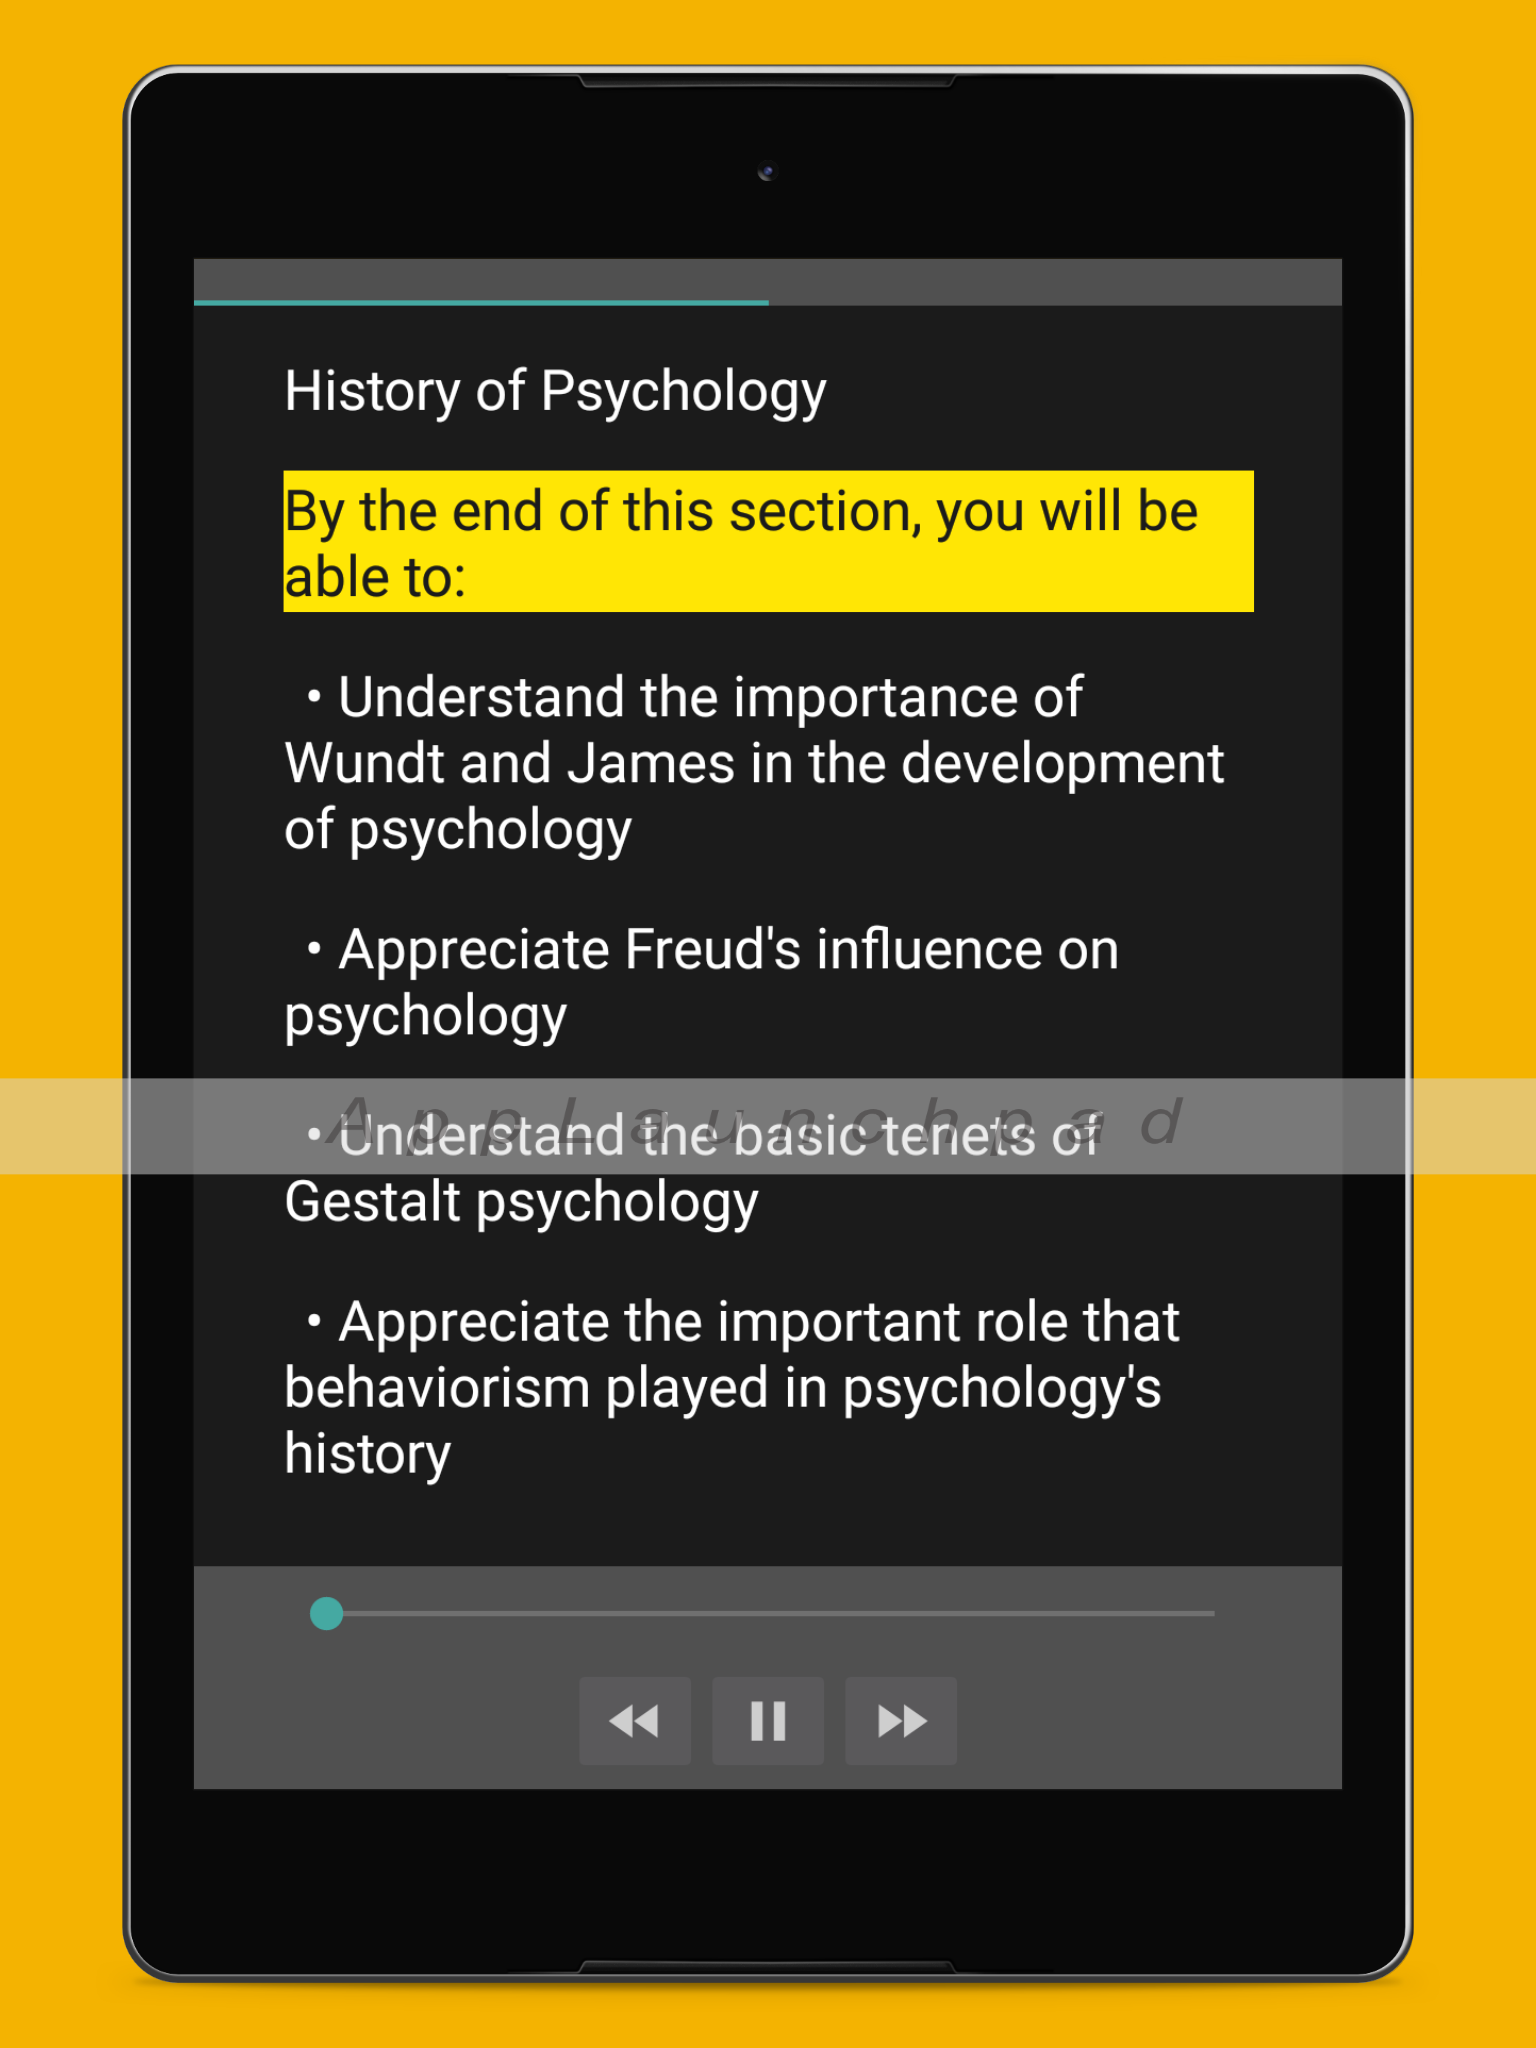 History of Psychology
By the end of this section, you will be
able to:
• Understand the importance of
Wundt and James in the development
of psychology
• Appreciate Freud's influence on
psychology
AppLaunchpad
• Understand the basic tenets of
Gestalt psychology
• Appreciate the important role that
behaviorism played in psychology's
history